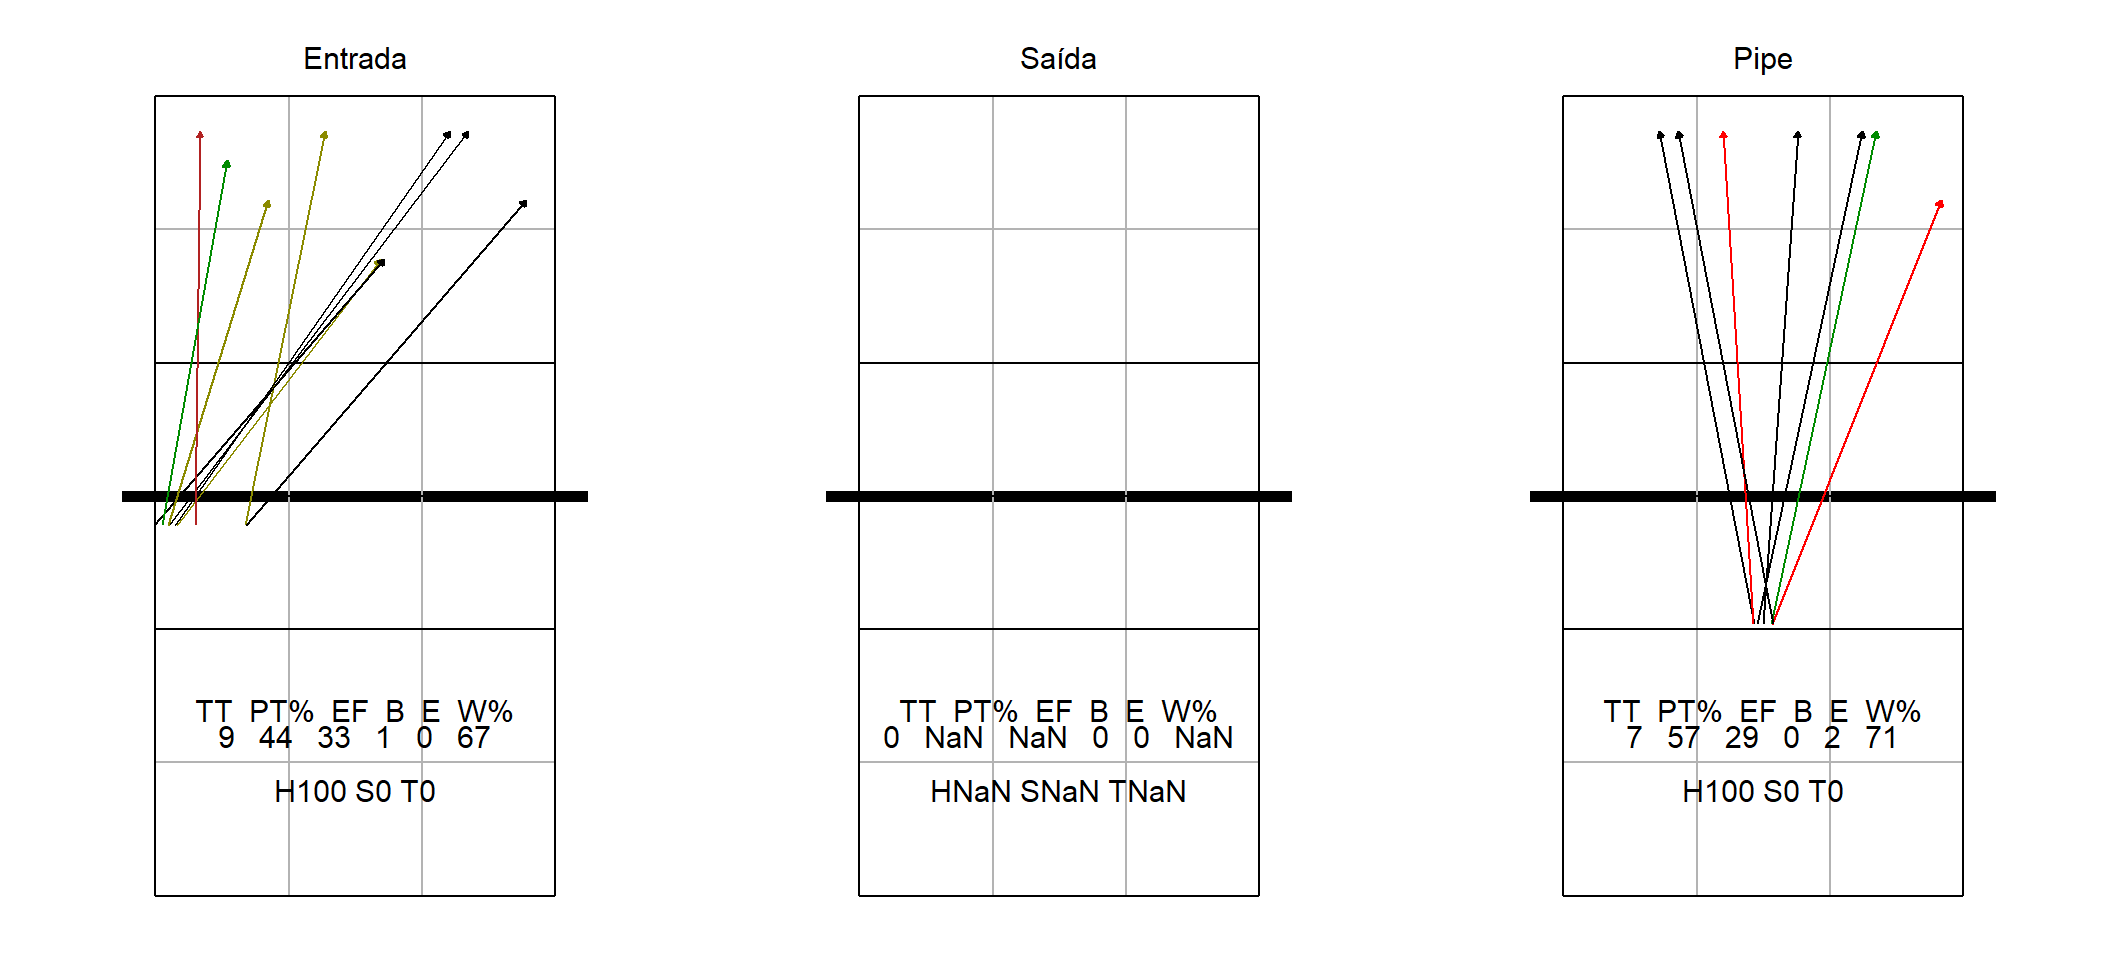 Entrada
TT PT% EF B E W%
9 44 33 1 0 67
H100 S0 T0
Saída
TT PT% EF B E W%
0 NaN NaN 0 0 NaN
HNaN SNaN TNaN
Pipe
TT PT% EF B E W%
7 57 29 0 2 71
H100 S0 T0